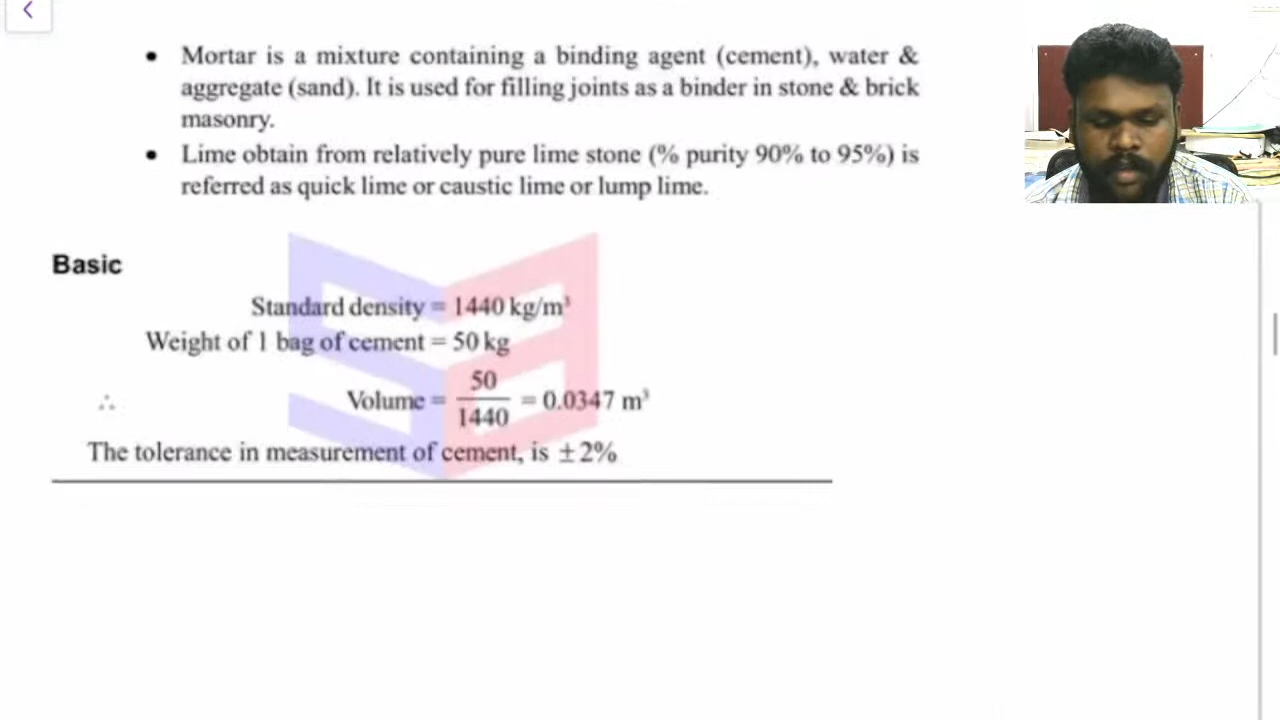 • Mortar is a mixture containing a binding agent (cement), water &
aggregate (sand). It is used for filling joints as a binder in stone & brick
masonry.
• Lime obtain from relatively pure lime stone (% purity 90% to 95%) is
referred as quick lime or caustic lime or lump lime.
Basic
Standard density = 1440 kg/m³
Weight of 1 bag of cement = 50 kg
∴ Volume = 50/1440 = 0.0347 m³
The tolerance in measurement of cement, is ±2%